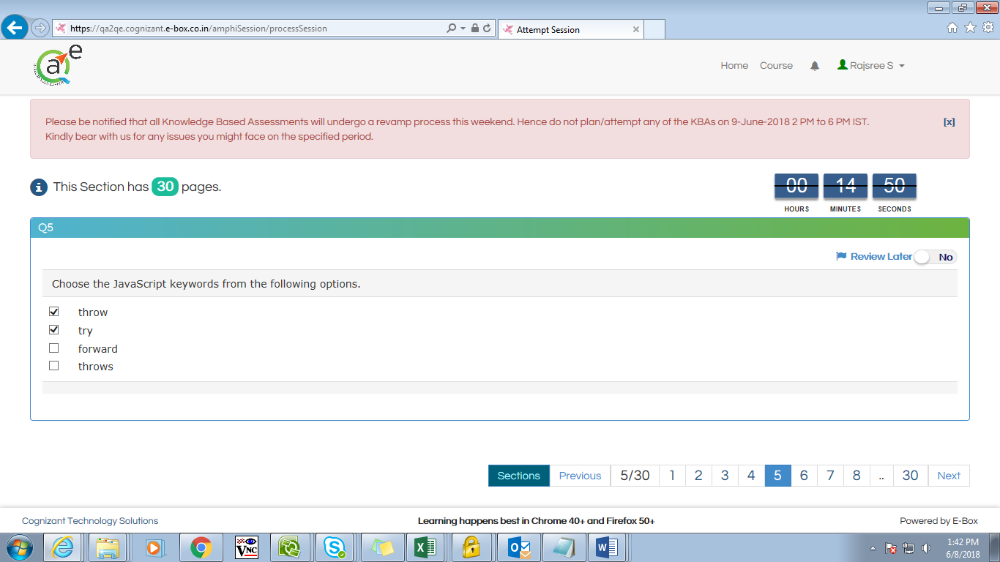 https://qa2qe.cognizant.e-box.co.in/amphiSession/processSession
Attempt Session
a e
Home Course Rajsree S
Please be notified that all Knowledge Based Assessments will undergo a revamp process this weekend. Hence do not plan/attempt any of the KBAs on 9-June-2018 2 PM to 6 PM IST. [x]
Kindly bear with us for any issues you might face on the specified period.
This Section has 30 pages.
00 14 50
HOURS MINUTES SECONDS
Q5
Review Later No
Choose the JavaScript keywords from the following options.
throw
try
forward
throws
Sections Previous 5/30 1 2 3 4 5 6 7 8 .. 30 Next
Cognizant Technology Solutions Learning happens best in Chrome 40+ and Firefox 50+ Powered by E-Box
1:42 PM
6/8/2018